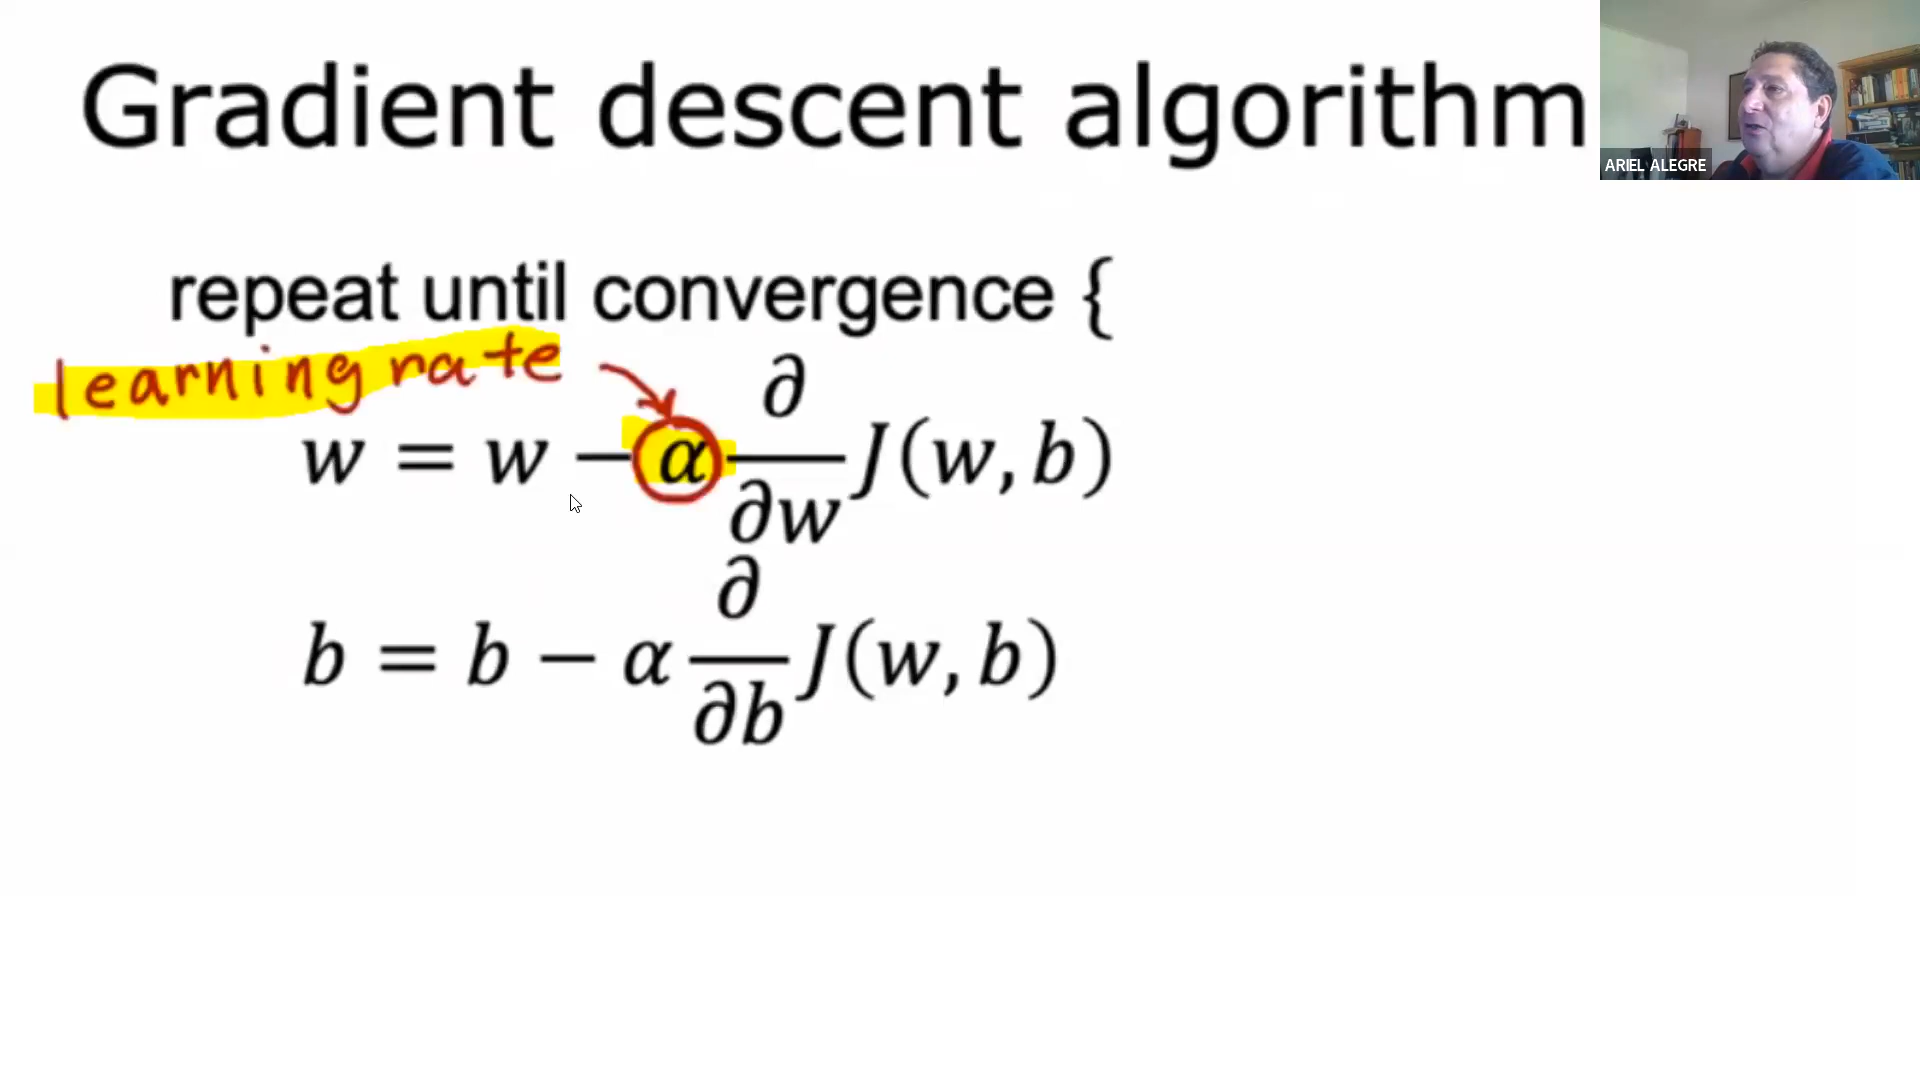 Gradient descent algorithm
ARIEL ALEGRE
repeat until convergence {
learning rate
w = w − α ∂/∂w J(w, b)
b = b − α ∂/∂b J(w, b)